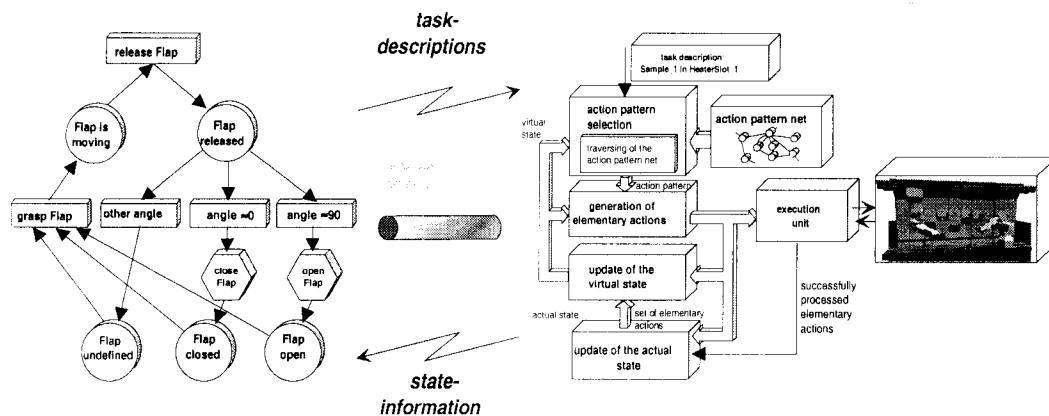 task-
descriptions
release Flap
Flap is
moving
Flap
released
grasp Flap
other angle
angle ≈0
angle ≈90
close
Flap
open
Flap
Flap
undefined
Flap
closed
Flap
open
state-
information
task description:
Sample_1 in HeaterSlot_1
virtual
state
action pattern
selection
traversing of the
action pattern net
action pattern net
action pattern
generation of
elementary actions
execution
unit
update of the
virtual state
actual state
set of elementary
actions
update of the actual
state
successfully
processed
elementary
actions